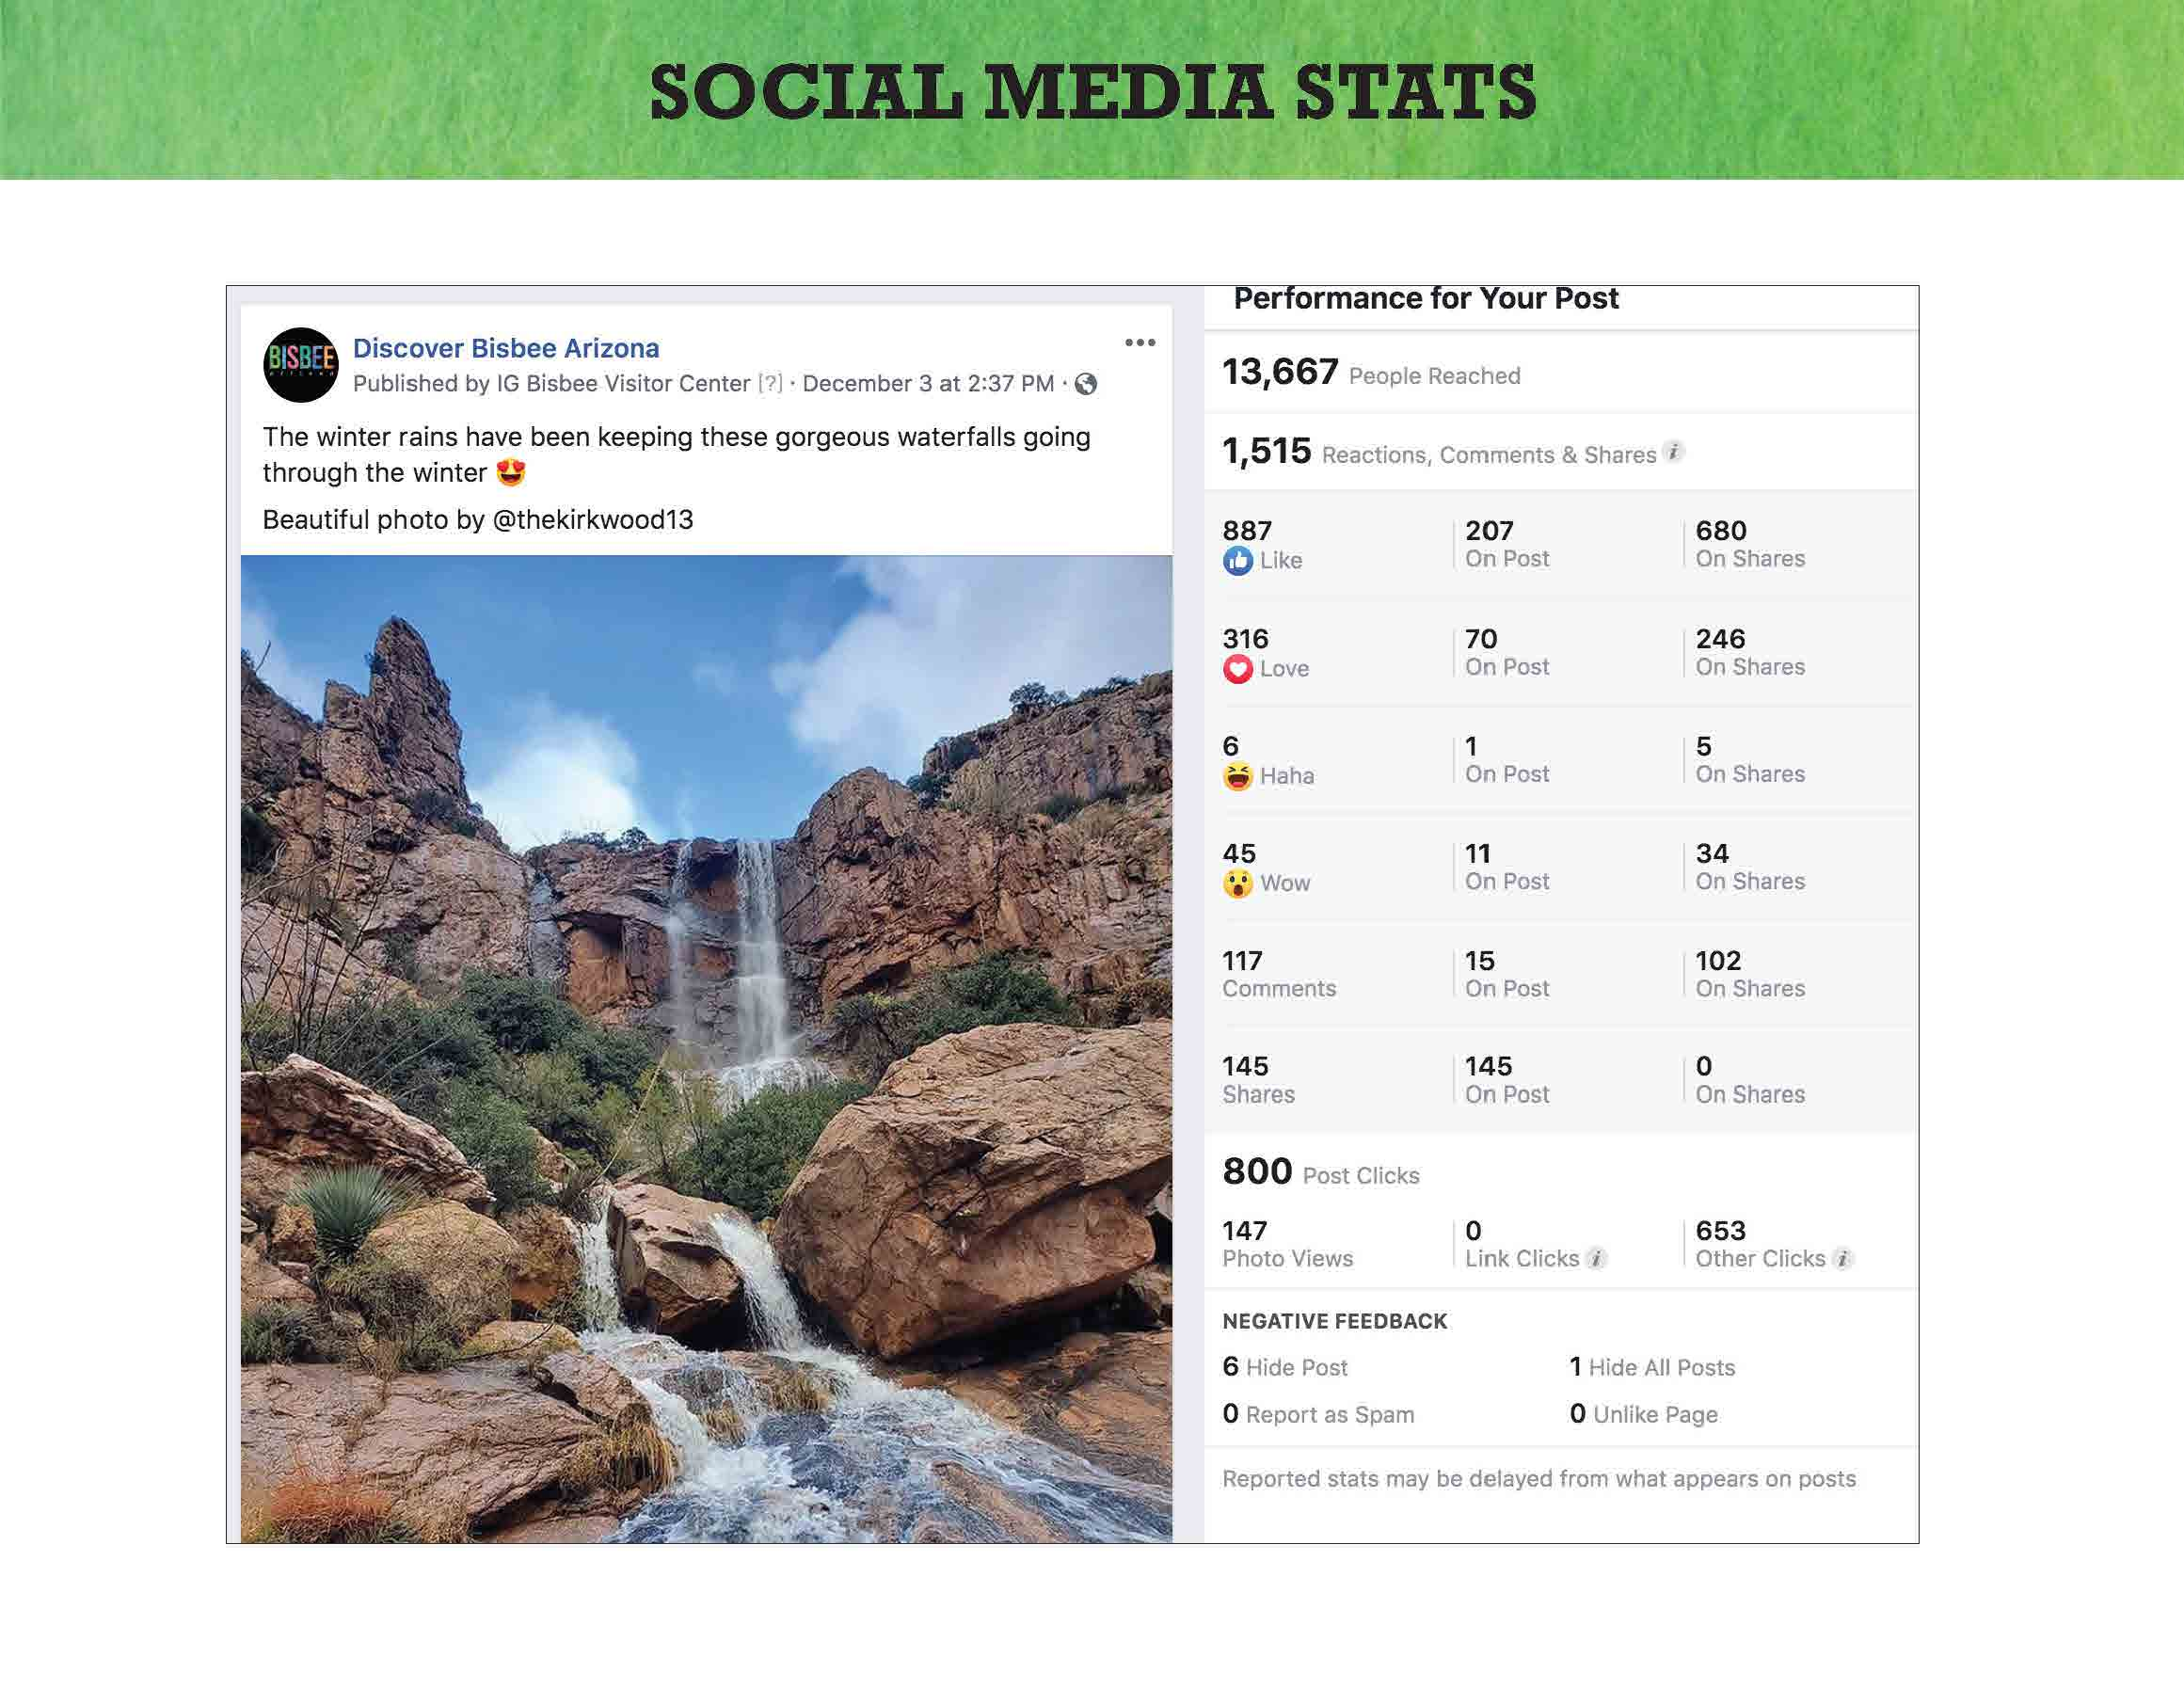 SOCIAL MEDIA STATS
BISBEE
Discover Bisbee Arizona
Published by IG Bisbee Visitor Center [?] · December 3 at 2:37 PM ·
The winter rains have been keeping these gorgeous waterfalls going
through the winter 😍
Beautiful photo by @thekirkwood13
Performance for Your Post
13,667 People Reached
1,515 Reactions, Comments & Shares
887 207 680
Like On Post On Shares
316 70 246
Love On Post On Shares
6 1 5
Haha On Post On Shares
45 11 34
Wow On Post On Shares
117 15 102
Comments On Post On Shares
145 145 0
Shares On Post On Shares
800 Post Clicks
147 0 653
Photo Views Link Clicks Other Clicks
NEGATIVE FEEDBACK
6 Hide Post 1 Hide All Posts
0 Report as Spam 0 Unlike Page
Reported stats may be delayed from what appears on posts